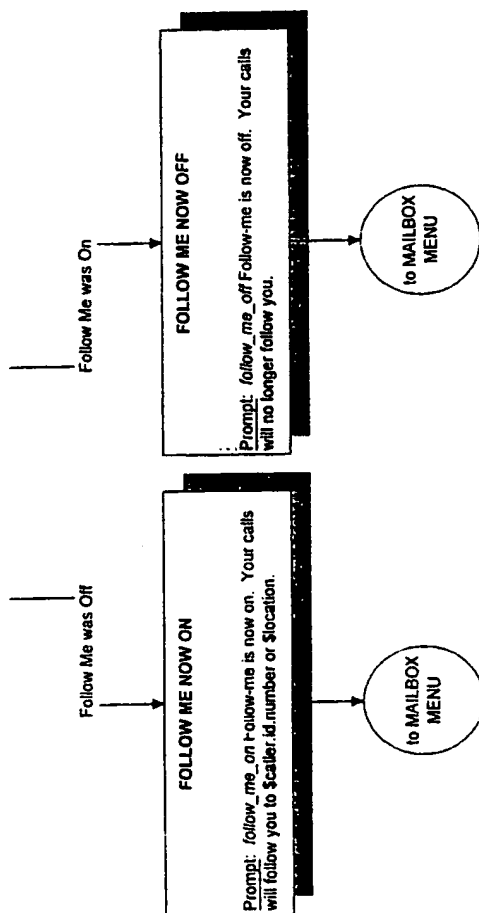 Follow Me was Off
FOLLOW ME NOW ON
Prompt: follow_me_on Follow-me is now on. Your calls
will follow you to $caller.id.number or $location.
to MAILBOX
MENU
Follow Me was On
FOLLOW ME NOW OFF
Prompt: follow_me_off Follow-me is now off. Your calls
will no longer follow you.
to MAILBOX
MENU